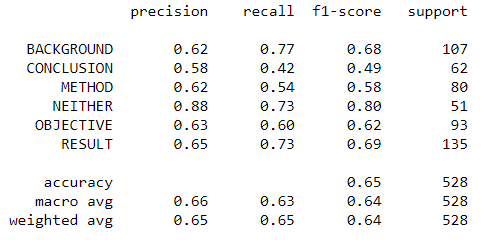 precision recall f1-score support
BACKGROUND 0.62 0.77 0.68 107
CONCLUSION 0.58 0.42 0.49 62
METHOD 0.62 0.54 0.58 80
NEITHER 0.88 0.73 0.80 51
OBJECTIVE 0.63 0.60 0.62 93
RESULT 0.65 0.73 0.69 135
accuracy 0.65 528
macro avg 0.66 0.63 0.64 528
weighted avg 0.65 0.65 0.64 528